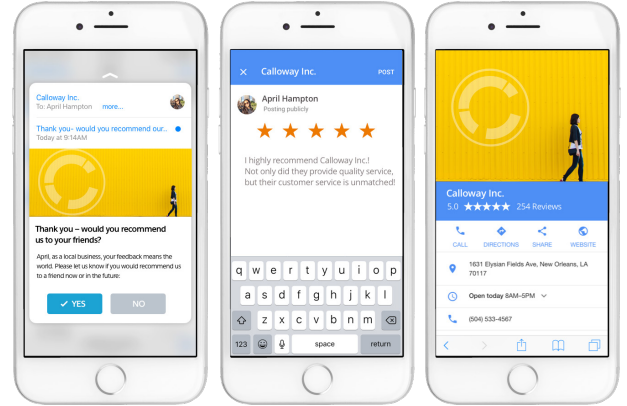 Calloway Inc.
To: April Hampton more...
Thank you- would you recommend our..
Today at 9:14AM
Thank you – would you recommend
us to your friends?
April, as a local business, your feedback means the
world. Please let us know if you would recommend us
to a friend now or in the future:
✓ YES
NO
× Calloway Inc. POST
April Hampton
Posting publicly
★★★★★
I highly recommend Calloway Inc.!
Not only did they provide quality service,
but their customer service is unmatched!
q w e r t y u i o p
a s d f g h j k l
z x c v b n m
123 space return
Calloway Inc.
5.0 ★★★★★ 254 Reviews
CALL DIRECTIONS SHARE WEBSITE
1631 Elysian Fields Ave, New Orleans, LA
70117
Open today 8AM–5PM
(504) 533-4567